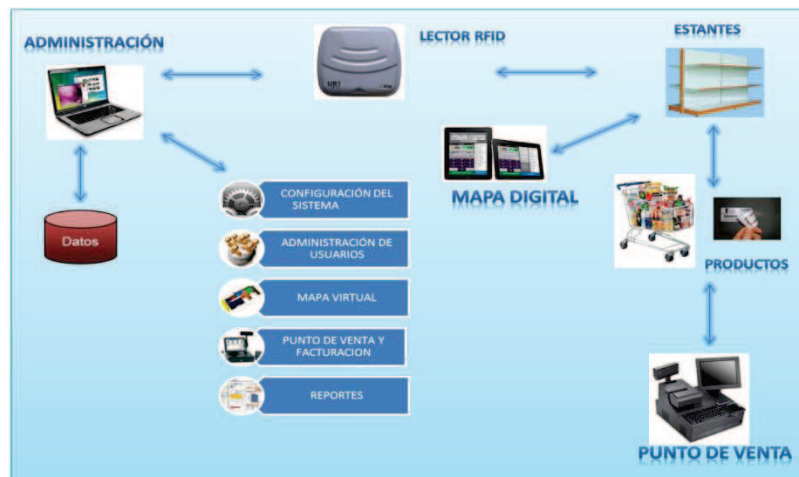 ADMINISTRACIÓN
LECTOR RFID
ESTANTES
MAPA DIGITAL
Datos
CONFIGURACIÓN DEL
SISTEMA
ADMINISTRACIÓN DE
USUARIOS
MAPA VIRTUAL
PUNTO DE VENTA Y
FACTURACION
REPORTES
PRODUCTOS
PUNTO DE VENTA